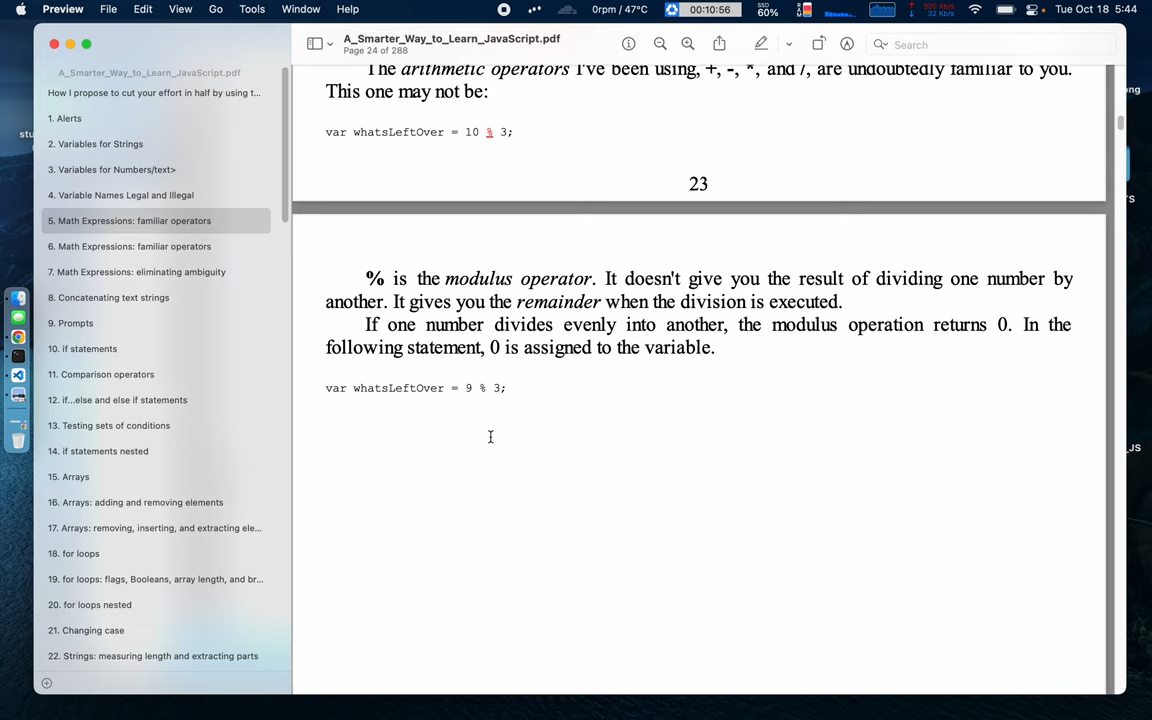 Preview File Edit View Go Tools Window Help 0rpm / 47°C 00:10:56 SSD 60% 320 Kb/s 32 Kb/s Tue Oct 18 5:44
A_Smarter_Way_to_Learn_JavaScript.pdf
Page 24 of 288
Search
A_Smarter_Way_to_Learn_JavaScript.pdf
How I propose to cut your effort in half by using t...
1. Alerts
2. Variables for Strings
3. Variables for Numbers/text>
4. Variable Names Legal and Illegal
5. Math Expressions: familiar operators
6. Math Expressions: familiar operators
7. Math Expressions: eliminating ambiguity
8. Concatenating text strings
9. Prompts
10. if statements
11. Comparison operators
12. if...else and else if statements
13. Testing sets of conditions
14. if statements nested
15. Arrays
16. Arrays: adding and removing elements
17. Arrays: removing, inserting, and extracting ele...
18. for loops
19. for loops: flags, Booleans, array length, and br...
20. for loops nested
21. Changing case
22. Strings: measuring length and extracting parts
The arithmetic operators I've been using, +, -, *, and /, are undoubtedly familiar to you.
This one may not be:
var whatsLeftOver = 10 % 3;
23
% is the modulus operator. It doesn't give you the result of dividing one number by
another. It gives you the remainder when the division is executed.
If one number divides evenly into another, the modulus operation returns 0. In the
following statement, 0 is assigned to the variable.
var whatsLeftOver = 9 % 3;
stu
ng
S
_JS